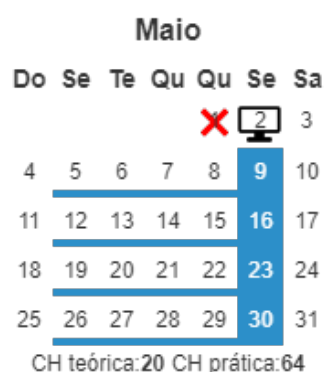 Maio
Do Se Te Qu Qu Se Sa
1 2 3
4 5 6 7 8 9 10
11 12 13 14 15 16 17
18 19 20 21 22 23 24
25 26 27 28 29 30 31
CH teórica:20 CH prática:64